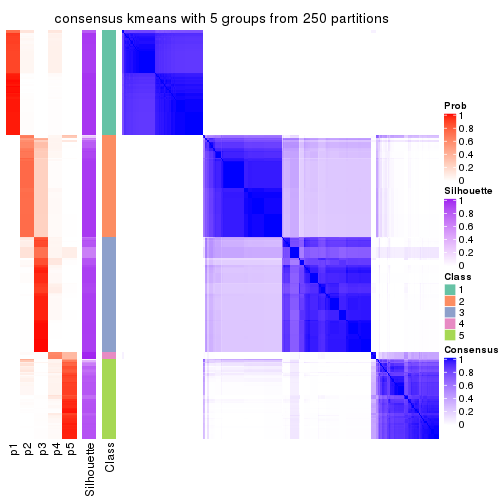 consensus kmeans with 5 groups from 250 partitions
Prob
1
0.8
0.6
0.4
0.2
0
Silhouette
1
0.8
0.6
0.4
0.2
0
Class
1
2
3
4
5
Consensus
1
0.8
0.6
0.4
0.2
0
p1
p2
p3
p4
p5
Silhouette
Class